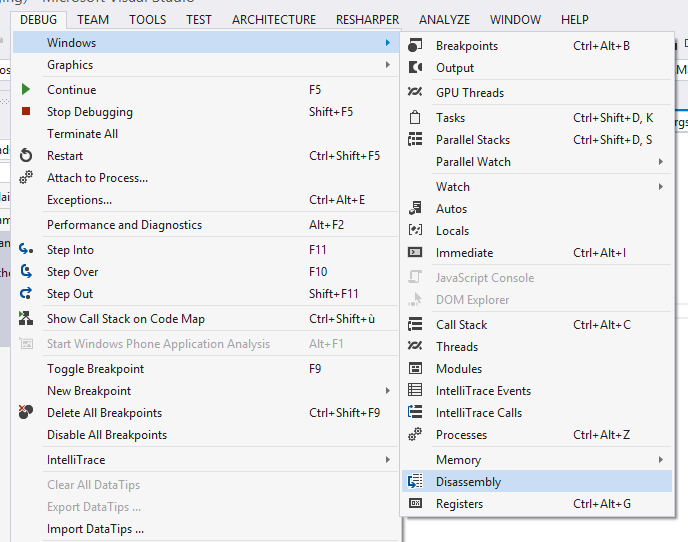 Microsoft Visual Studio
DEBUG TEAM TOOLS TEST ARCHITECTURE RESHARPER ANALYZE WINDOW HELP
Windows
Graphics
Continue F5
Stop Debugging Shift+F5
Terminate All
Restart Ctrl+Shift+F5
Attach to Process...
Exceptions... Ctrl+Alt+E
Performance and Diagnostics Alt+F2
Step Into F11
Step Over F10
Step Out Shift+F11
Show Call Stack on Code Map Ctrl+Shift+ù
Start Windows Phone Application Analysis Alt+F1
Toggle Breakpoint F9
New Breakpoint
Delete All Breakpoints Ctrl+Shift+F9
Disable All Breakpoints
IntelliTrace
Clear All DataTips
Export DataTips ...
Import DataTips ...
Breakpoints Ctrl+Alt+B
Output
GPU Threads
Tasks Ctrl+Shift+D, K
Parallel Stacks Ctrl+Shift+D, S
Parallel Watch
Watch
Autos
Locals
Immediate Ctrl+Alt+I
JavaScript Console
DOM Explorer
Call Stack Ctrl+Alt+C
Threads
Modules
IntelliTrace Events
IntelliTrace Calls
Processes Ctrl+Alt+Z
Memory
Disassembly
Registers Ctrl+Alt+G